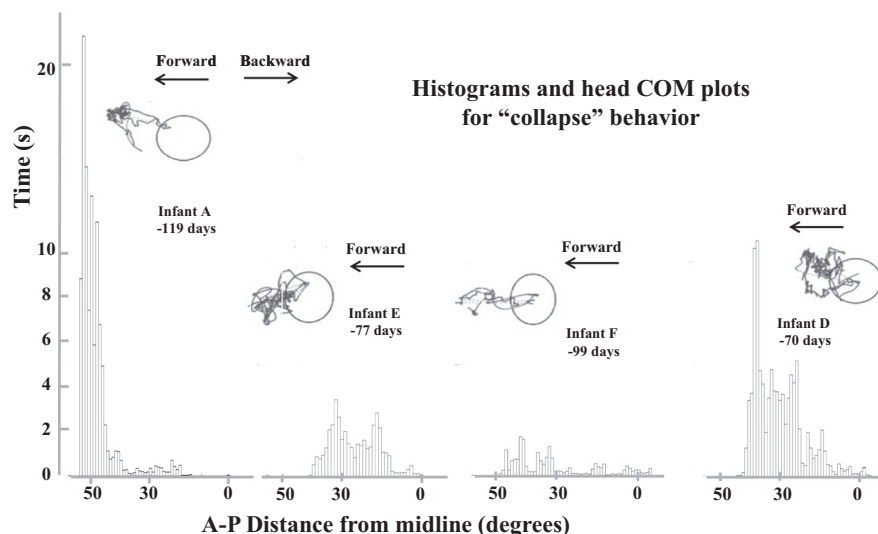 Forward Backward
Histograms and head COM plots
for “collapse” behavior
Time (s)
20
10
8
6
4
2
0
Infant A
-119 days
Forward
Infant E
-77 days
Forward
Infant F
-99 days
Forward
Infant D
-70 days
50 30 0
30 0
50 30 0
50 30 0
A-P Distance from midline (degrees)